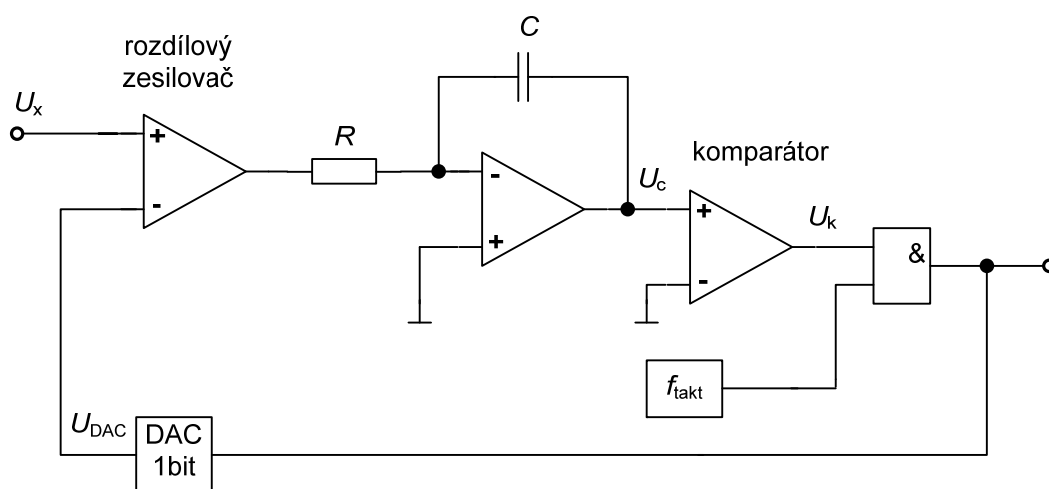 C
rozdílový
zesilovač
Ux
+
-
R
-
+
komparátor
Uc
+
-
Uk
&
ftakt
UDAC
DAC
1bit